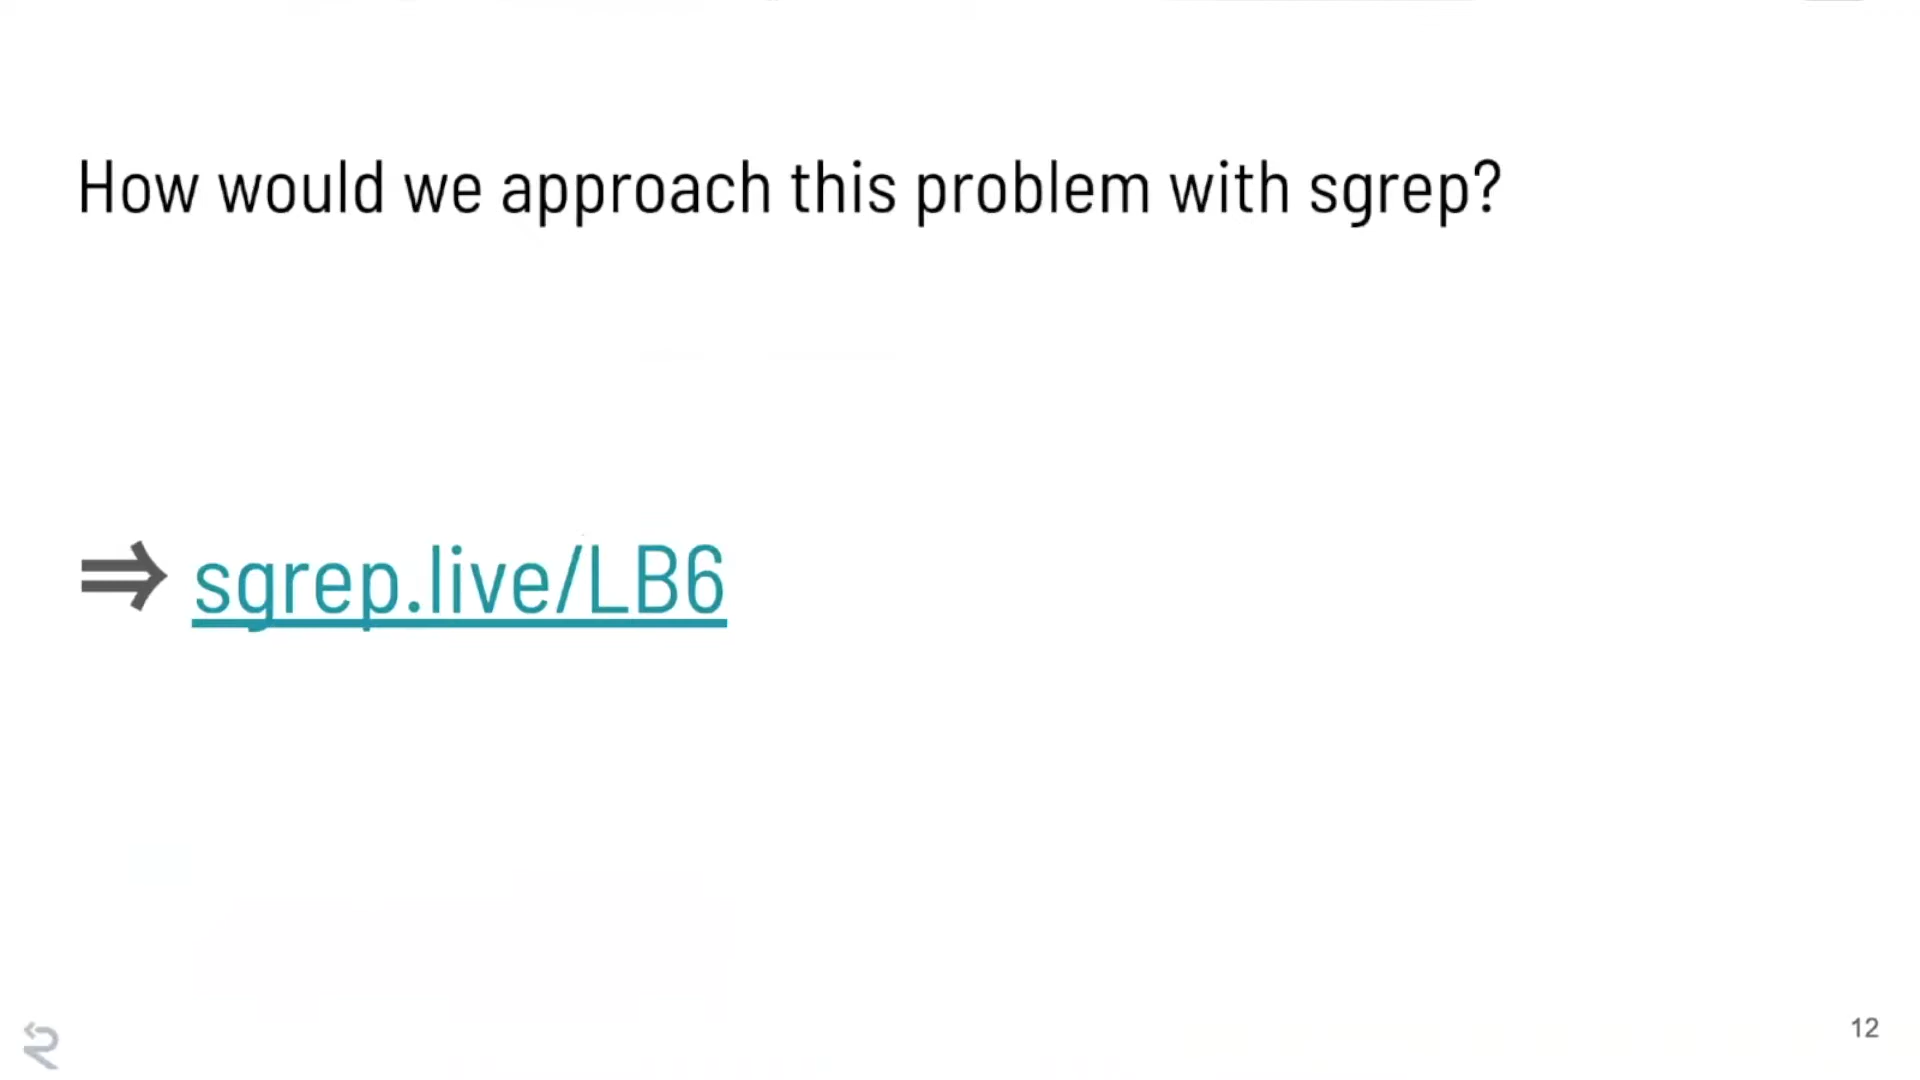 How would we approach this problem with sgrep?
⇒ sgrep.live/LB6
12